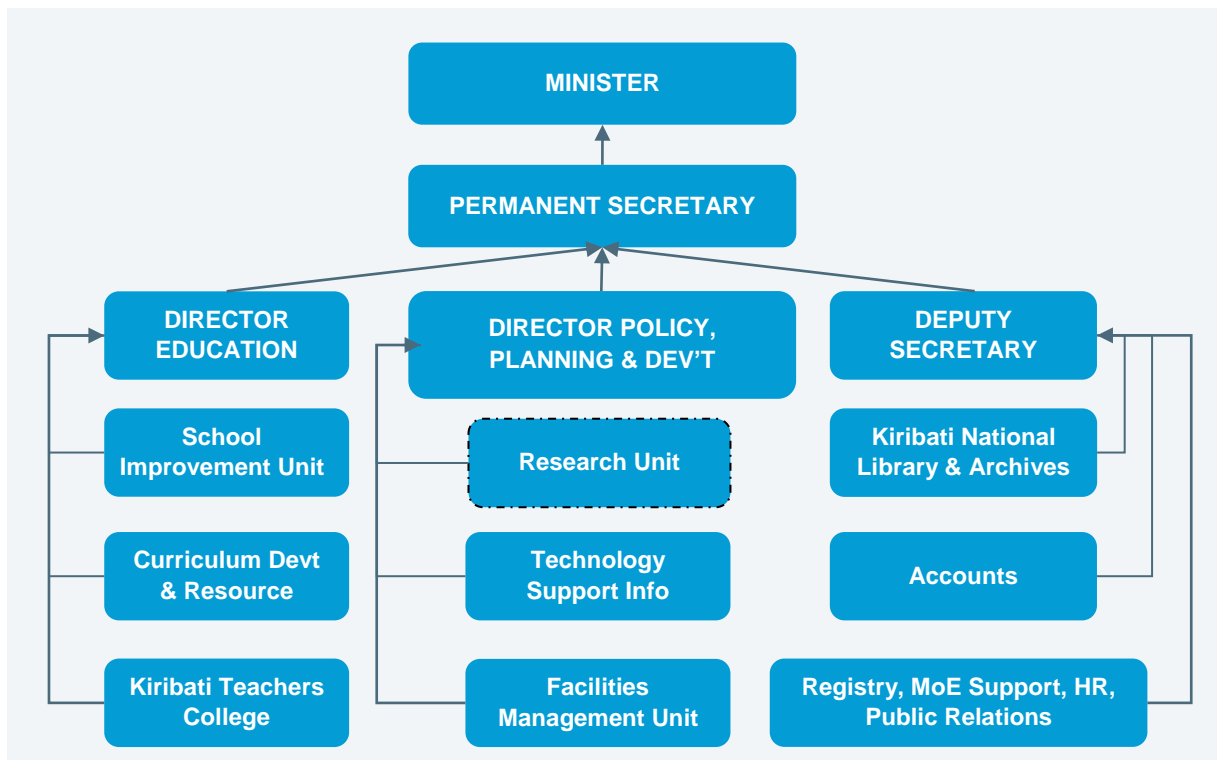 MINISTER
PERMANENT SECRETARY
DIRECTOR
EDUCATION
DIRECTOR POLICY,
PLANNING & DEV’T
DEPUTY
SECRETARY
School
Improvement Unit
Research Unit
Kiribati National
Library & Archives
Curriculum Devt
& Resource
Technology
Support Info
Accounts
Kiribati Teachers
College
Facilities
Management Unit
Registry, MoE Support, HR,
Public Relations